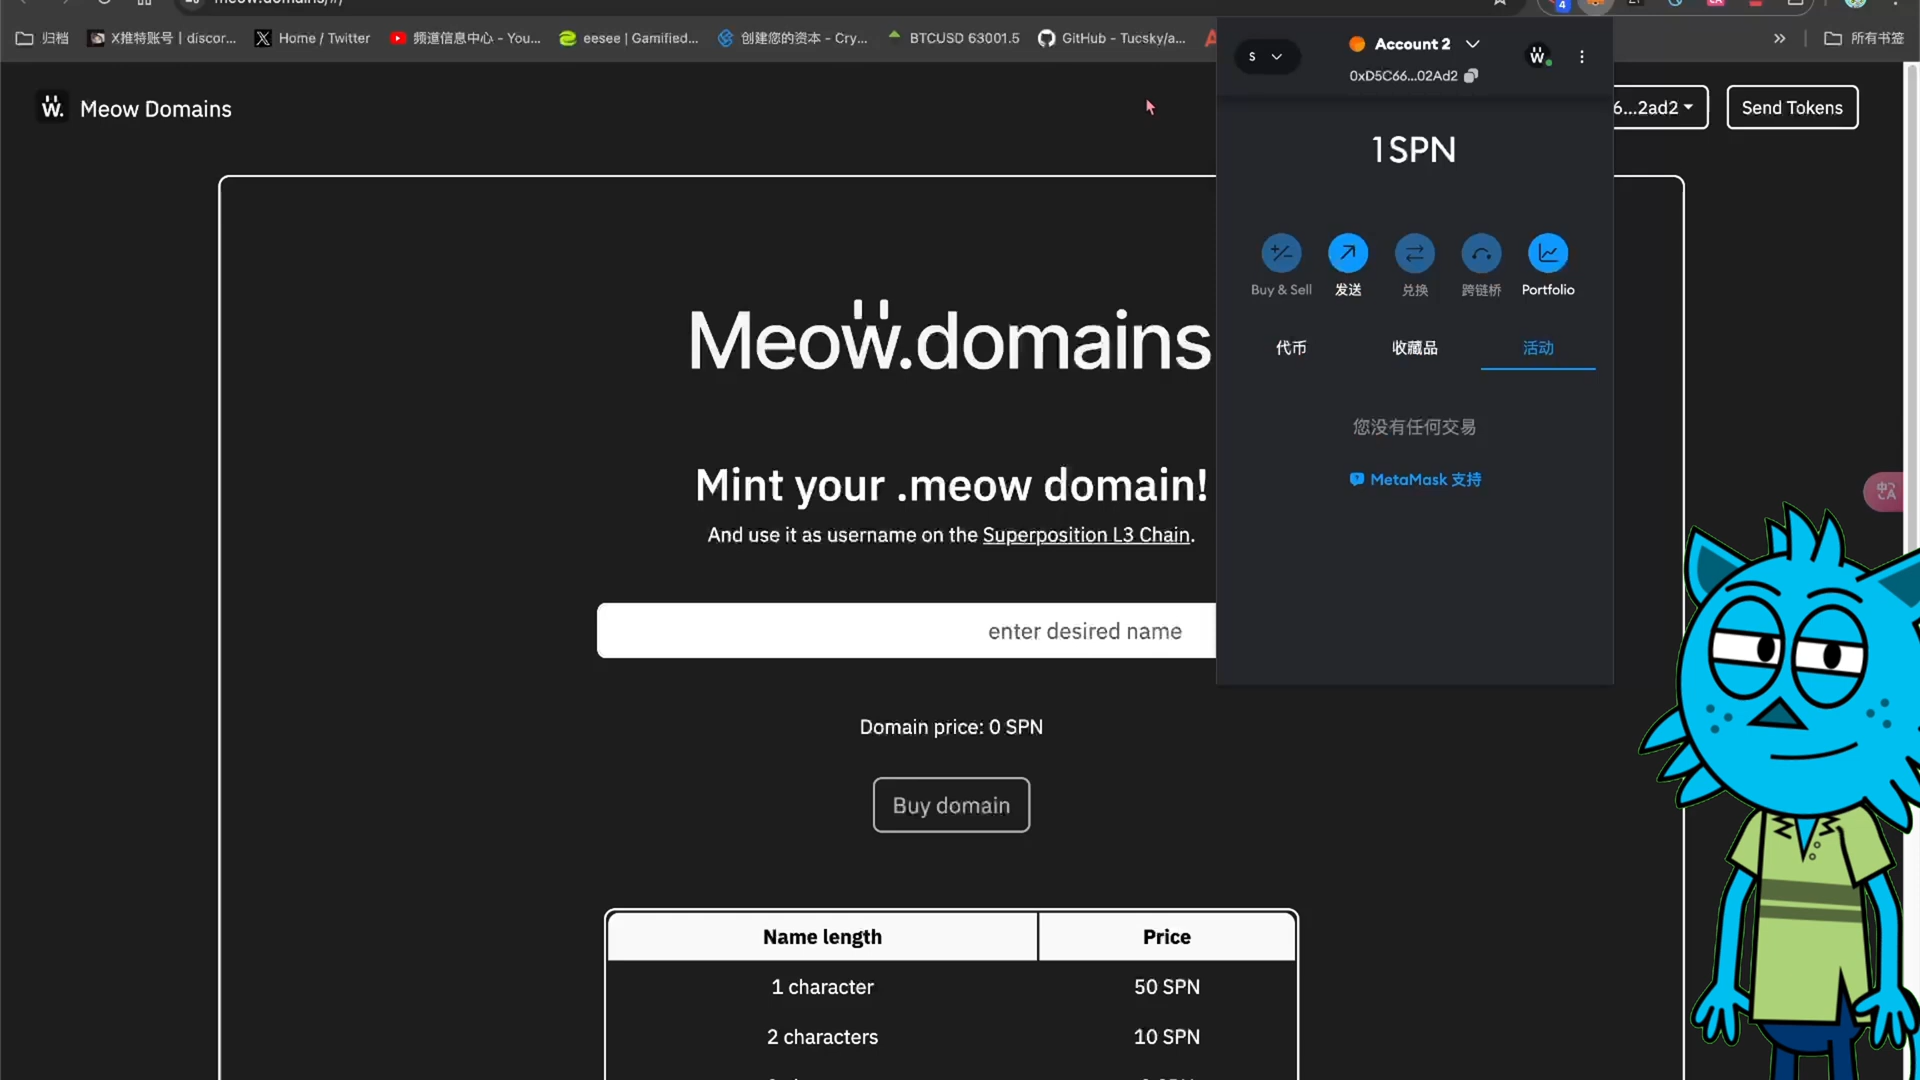 归档
X推特账号 | discor...
Home / Twitter
频道信息中心 - You...
eesee | Gamified...
创建您的资本 - Cry...
BTCUSD 63001.5
GitHub - Tucsky/a...
所有书签
S
Account 2
0xD5C66...02Ad2
Meow Domains
6...2ad2
Send Tokens
1 SPN
Buy & Sell
发送
兑换
跨链桥
Portfolio
代币
收藏品
活动
您没有任何交易
MetaMask 支持
Meow.domains
Mint your .meow domain!
And use it as username on the Superposition L3 Chain.
enter desired name
Domain price: 0 SPN
Buy domain
Name length Price
1 character 50 SPN
2 characters 10 SPN